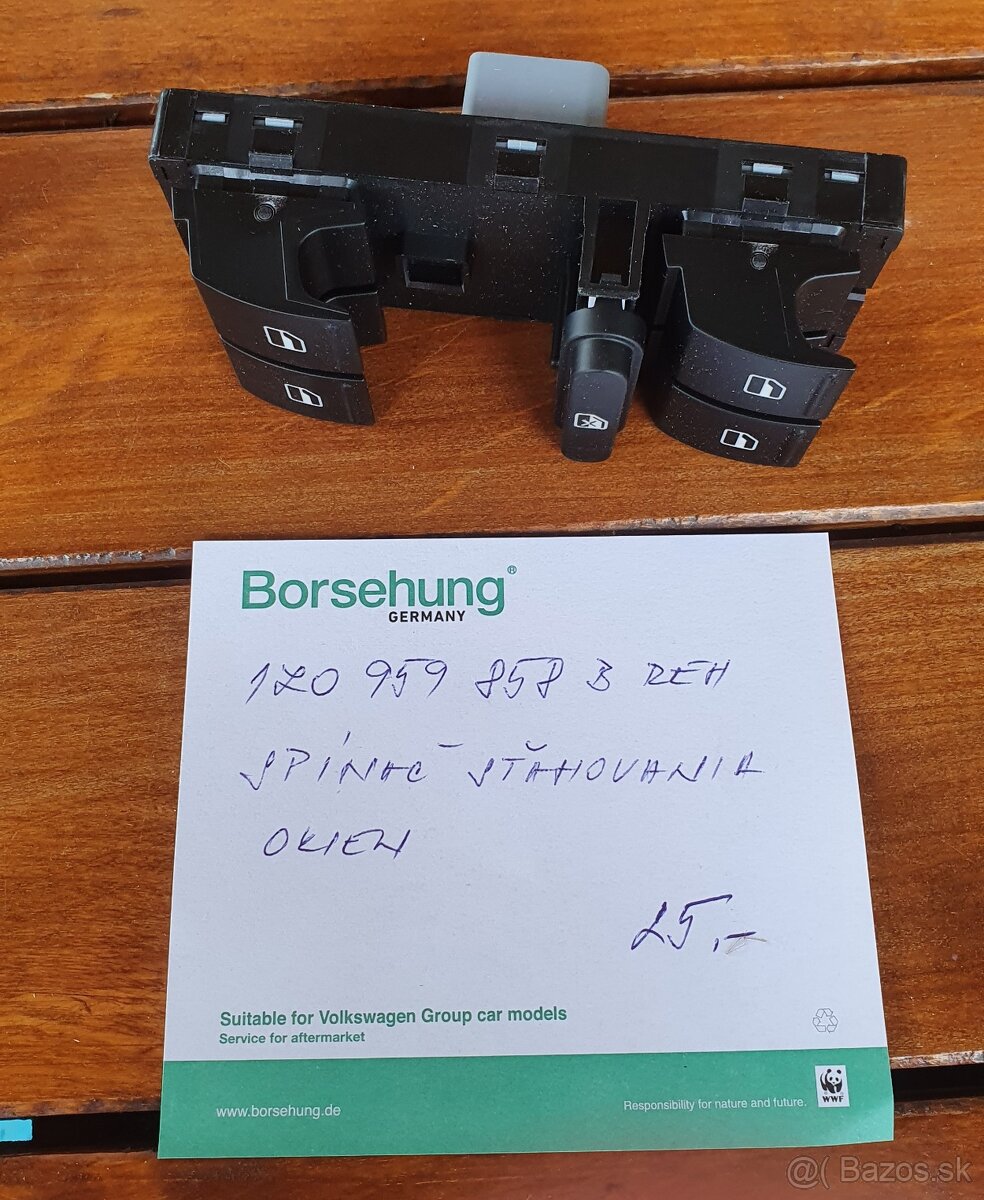 Borsehung®
GERMANY
1Z0 959 858 B REH
SPÍNAČ SŤAHOVANIA
OKIEN
25,-
Suitable for Volkswagen Group car models
Service for aftermarket
www.borsehung.de
Responsibility for nature and future.
WWF
@( Bazos.sk